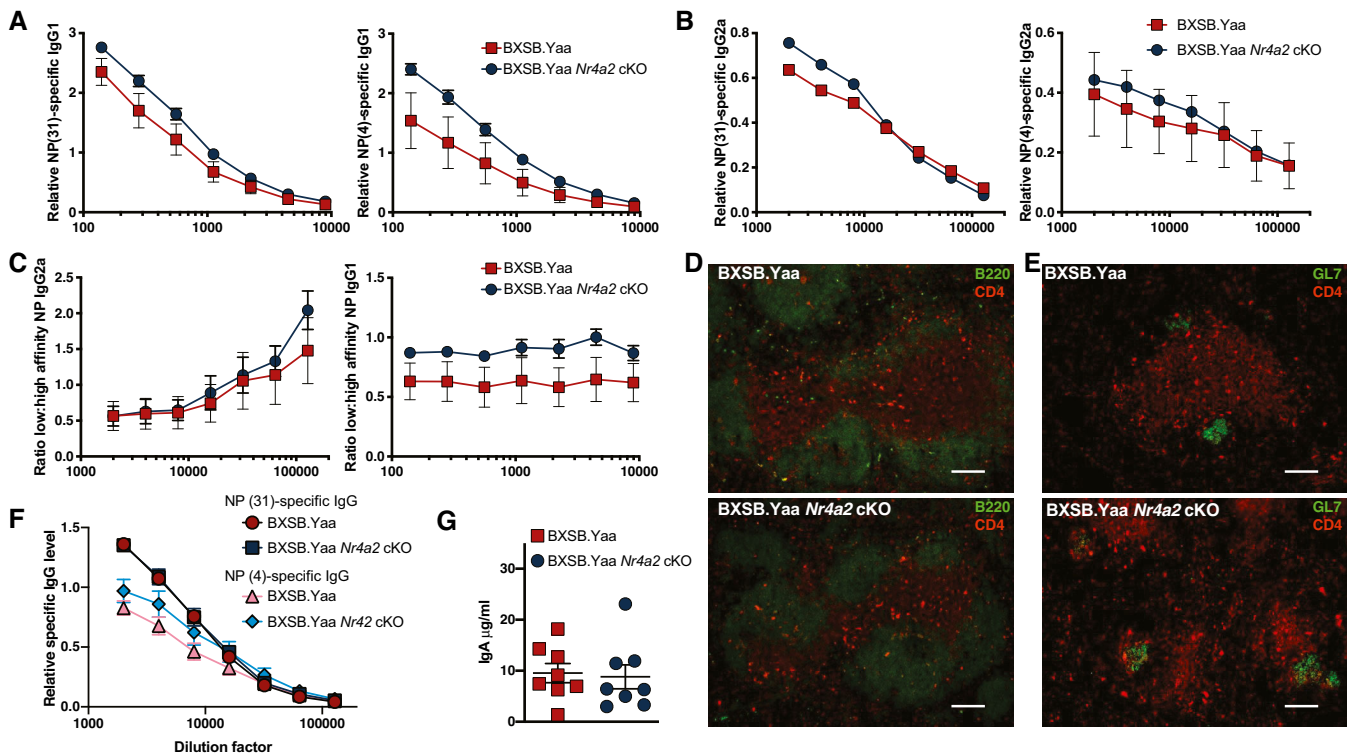 A
Relative NP(31)-specific IgG1
3
2
1
0
100
1000
10000
Relative NP(4)-specific IgG1
3
2
1
0
100
1000
10000
BXSB.Yaa
BXSB.Yaa Nr4a2 cKO
B
Relative NP(31)-specific IgG2a
0.8
0.6
0.4
0.2
0.0
1000
10000
100000
Relative NP(4)-specific IgG2a
0.6
0.4
0.2
0.0
1000
10000
100000
BXSB.Yaa
BXSB.Yaa Nr4a2 cKO
C
Ratio low:high affinity NP IgG2a
2.5
2.0
1.5
1.0
0.5
0.0
1000
10000
100000
Ratio low:high affinity NP IgG1
1.5
1.0
0.5
0.0
100
1000
10000
BXSB.Yaa
BXSB.Yaa Nr4a2 cKO
D
BXSB.Yaa
B220
CD4
BXSB.Yaa Nr4a2 cKO
B220
CD4
E
BXSB.Yaa
GL7
CD4
BXSB.Yaa Nr4a2 cKO
GL7
CD4
F
Relative specific IgG level
1.5
1.0
0.5
0.0
1000
10000
100000
Dilution factor
NP (31)-specific IgG
BXSB.Yaa
BXSB.Yaa Nr4a2 cKO
NP (4)-specific IgG
BXSB.Yaa
BXSB.Yaa Nr42 cKO
G
BXSB.Yaa
BXSB.Yaa Nr4a2 cKO
IgA µg/ml
30
20
10
0